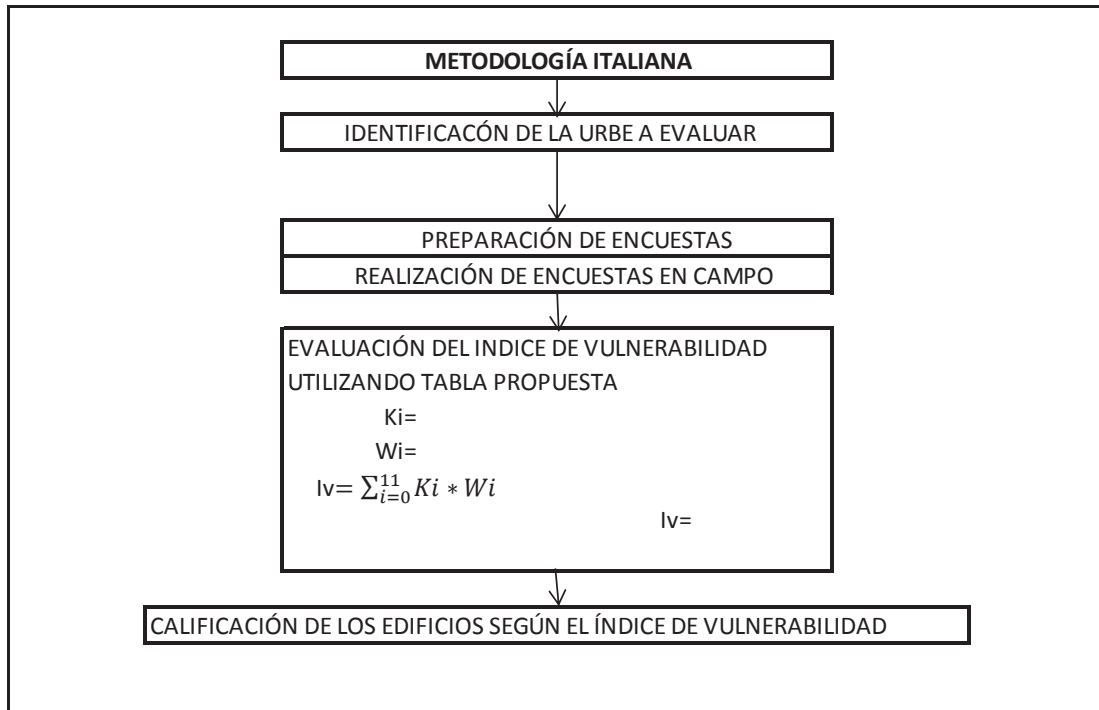 METODOLOGÍA ITALIANA
IDENTIFICACÓN DE LA URBE A EVALUAR
PREPARACIÓN DE ENCUESTAS
REALIZACIÓN DE ENCUESTAS EN CAMPO
EVALUACIÓN DEL INDICE DE VULNERABILIDAD
UTILIZANDO TABLA PROPUESTA
Ki=
Wi=
Iv= ∑_{i=0}^{11} Ki ∗ Wi
Iv=
CALIFICACIÓN DE LOS EDIFICIOS SEGÚN EL ÍNDICE DE VULNERABILIDAD